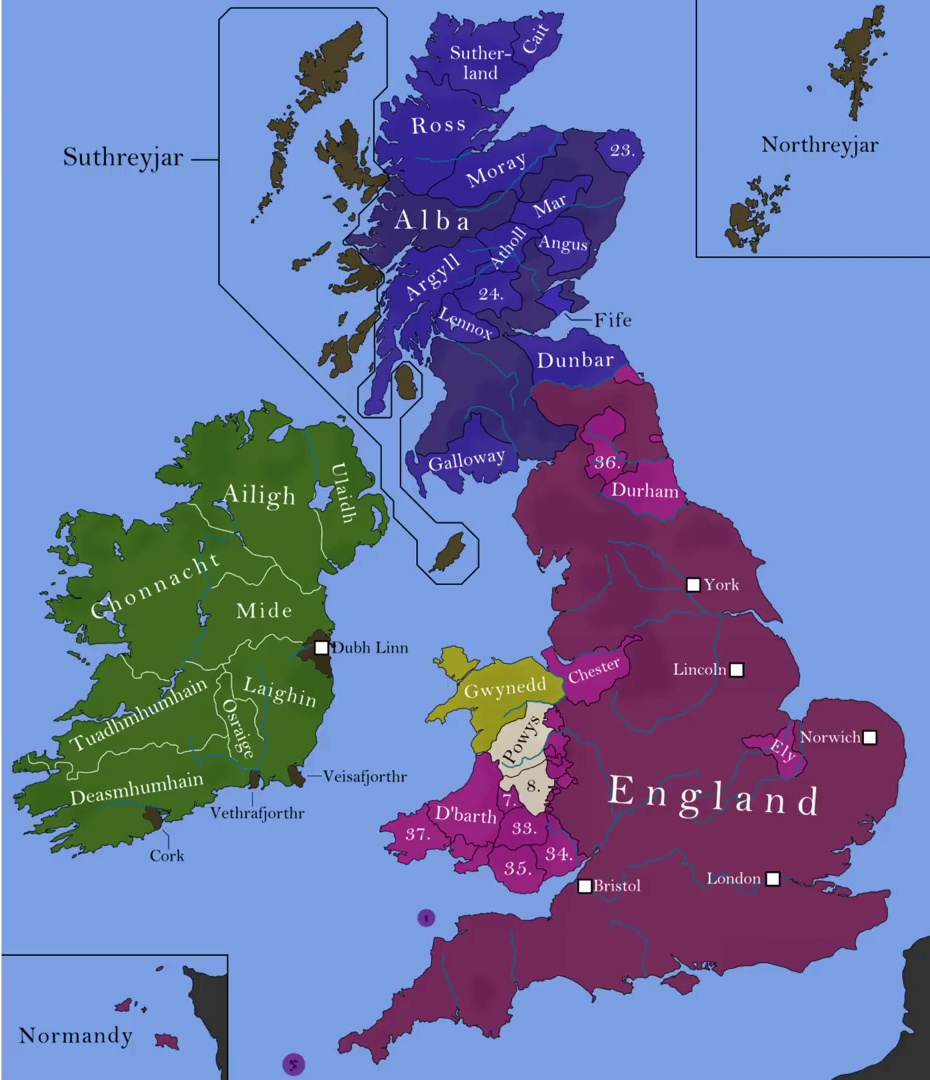 Suther-
land
Cait
Ross
Northreyjar
Suthreyjar
23.
Moray
Mar
Alba
Atholl
Angus
Argyll
24.
Lennox
Fife
Dunbar
Galloway
36.
Durham
Ailigh
Ulaidh
Chonnacht
York
Mide
Dubh Linn
Chester
Lincoln
Gwynedd
Laighin
Tuadhmhumhain
Osraige
Powys
Ely
Norwich
Veisafjorthr
Deasmhumhain
8.
England
7.
Vethrafjorthr
D'barth
37.
33.
Cork
34.
35.
Bristol
London
Normandy